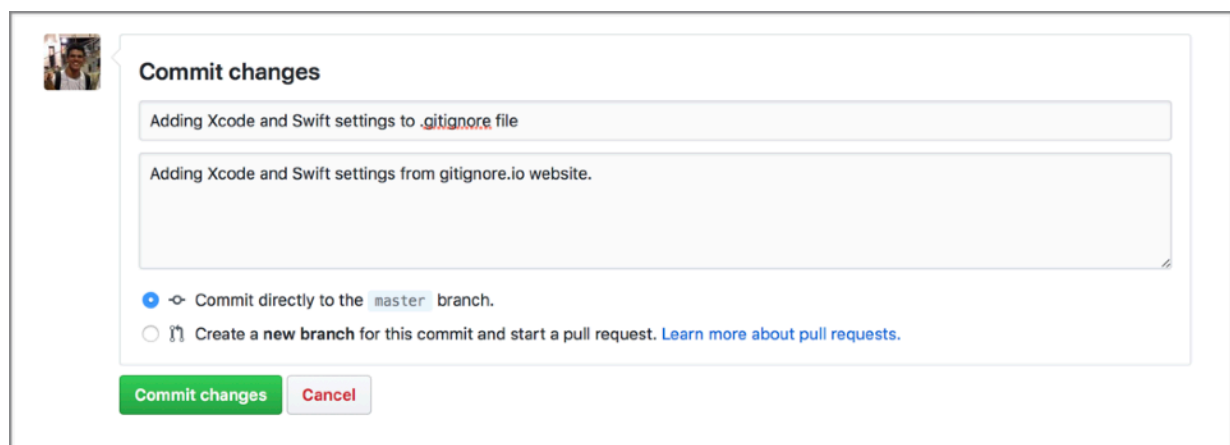 Commit changes
Adding Xcode and Swift settings to .gitignore file
Adding Xcode and Swift settings from gitignore.io website.
Commit directly to the master branch.
Create a new branch for this commit and start a pull request. Learn more about pull requests.
Commit changes Cancel